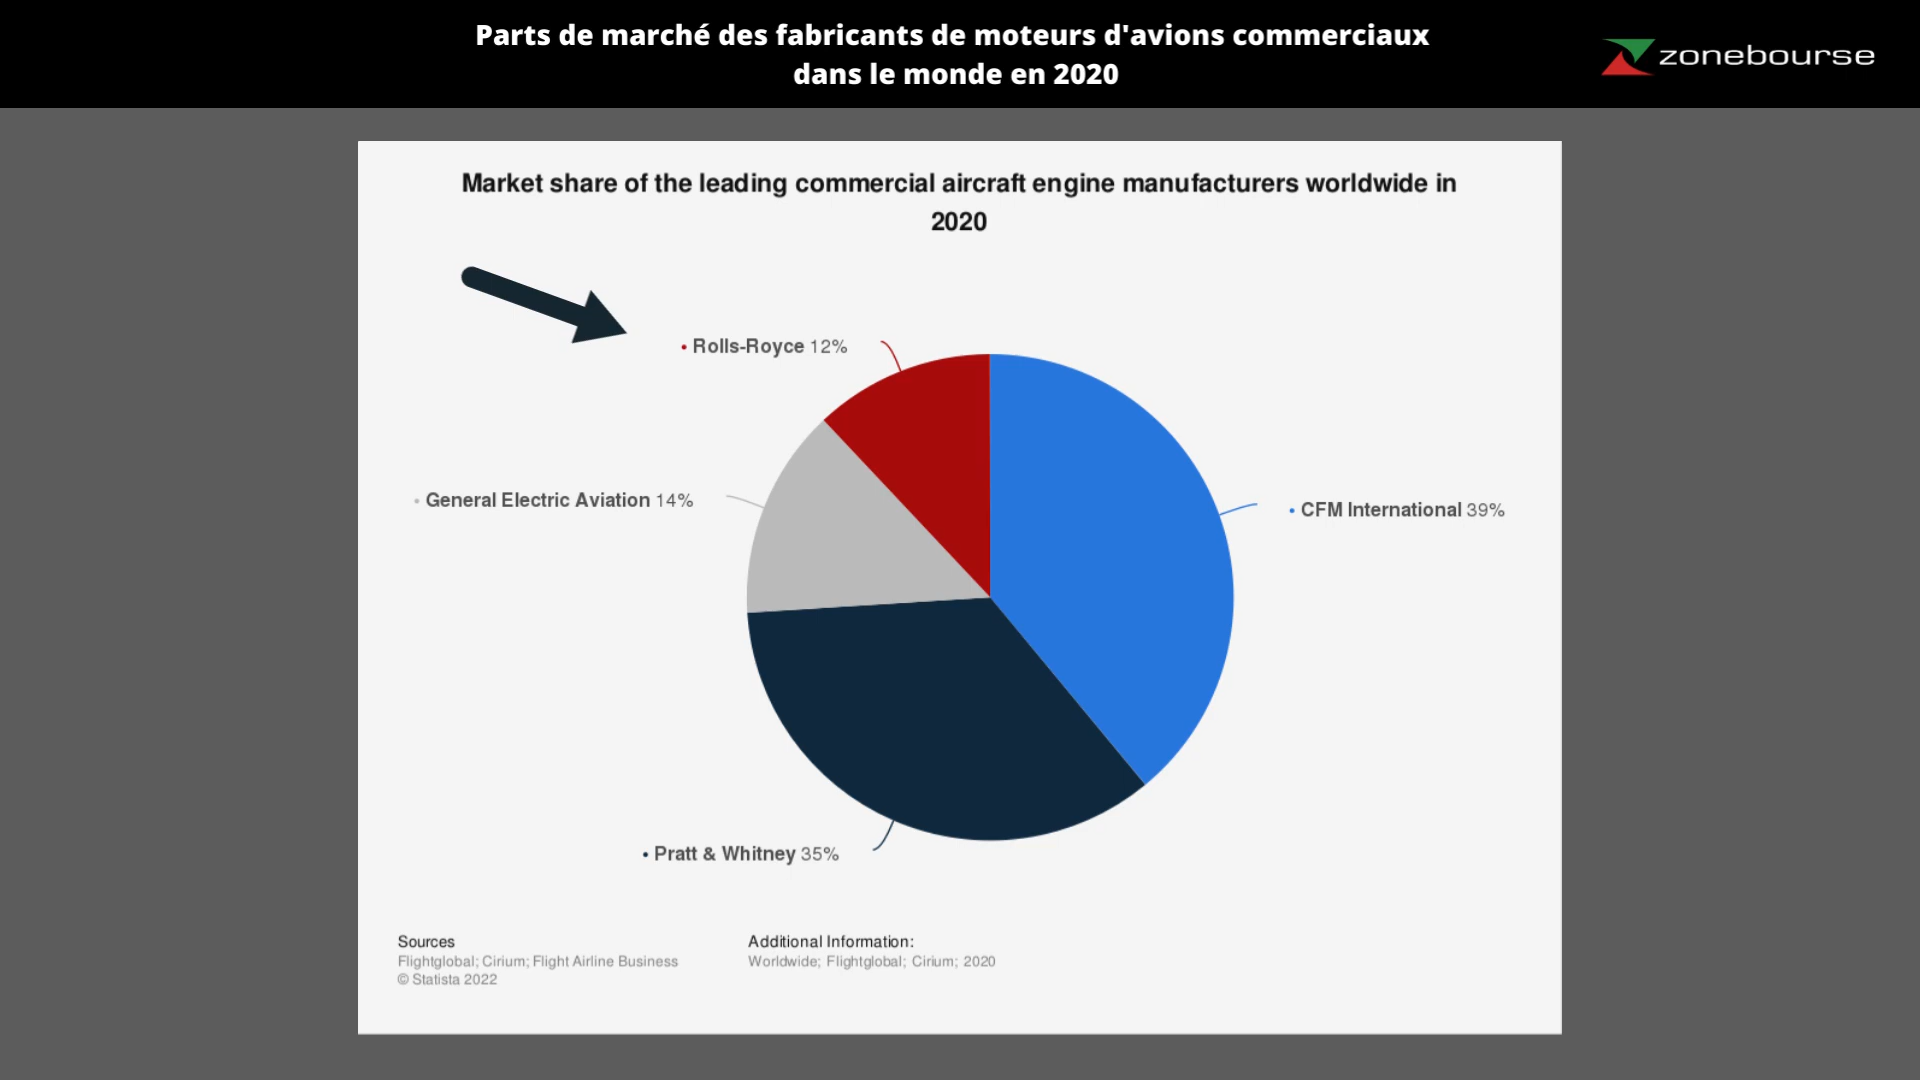 Parts de marché des fabricants de moteurs d'avions commerciaux
dans le monde en 2020
zonebourse
Market share of the leading commercial aircraft engine manufacturers worldwide in
2020
Rolls-Royce 12%
General Electric Aviation 14%
CFM International 39%
Pratt & Whitney 35%
Sources
Flightglobal; Cirium; Flight Airline Business
© Statista 2022
Additional Information:
Worldwide; Flightglobal; Cirium; 2020